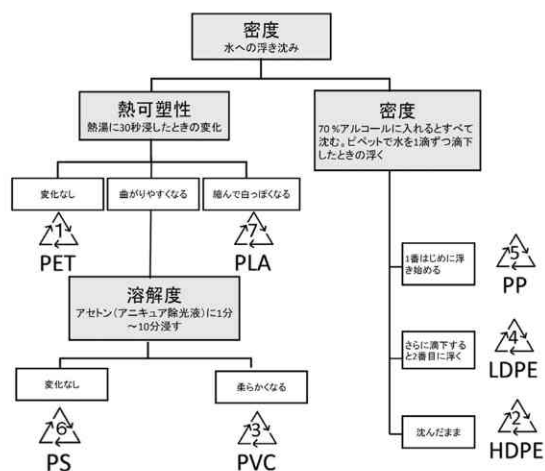 密度
水への浮き沈み
熱可塑性
熱湯に30秒浸したときの変化
密度
70％アルコールに入れるとすべて
沈む。ピペットで水を1滴ずつ滴下
したときの浮く
変化なし
曲がりやすくなる
縮んで白っぽくなる
1
PET
7
PLA
1番はじめに浮
き始める
5
PP
溶解度
アセトン（アニキュア除光液）に1分
～10分浸す
さらに滴下する
と2番目に浮く
4
LDPE
変化なし
柔らかくなる
6
PS
3
PVC
沈んだまま
2
HDPE